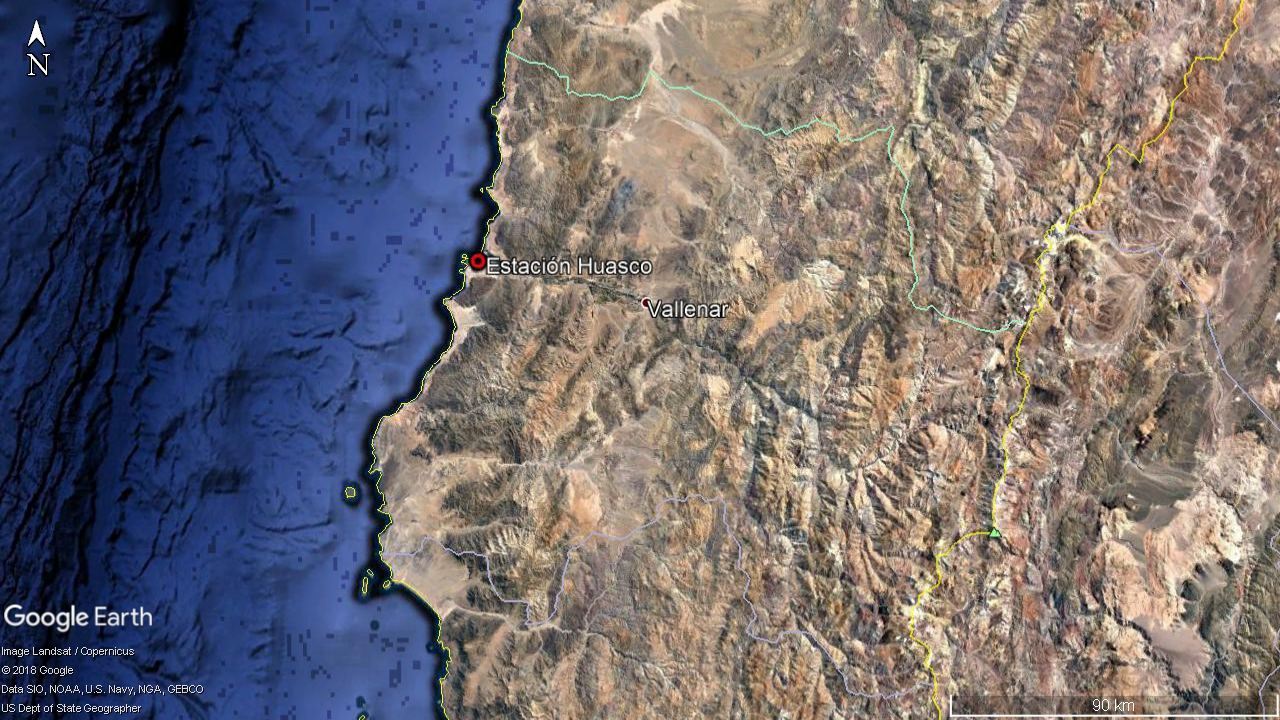 N
Estación Huasco
Vallenar
Google Earth
Image Landsat / Copernicus
© 2018 Google
Data SIO, NOAA, U.S. Navy, NGA, GEBCO
US Dept of State Geographer
90 km